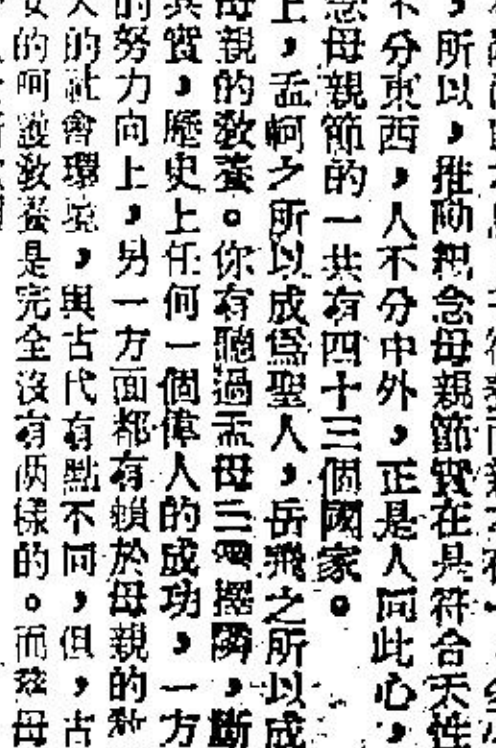 ，所以，推動紀念母親節實在是符合天性
不分東西，人不分中外，正是人同此心，
念母親節的一共有四十三個國家。
上，孟軻之所以成爲聖人，岳飛之所以成
母親的教養。你有聽過孟母三遷擇鄰，斷
其實，歷史上任何一個偉人的成功，一方
的努力向上，另一方面都有賴於母親的教
的社會環境，與古代有點不同，但，古
女的呵護教養是完全沒有兩樣的。而慈母